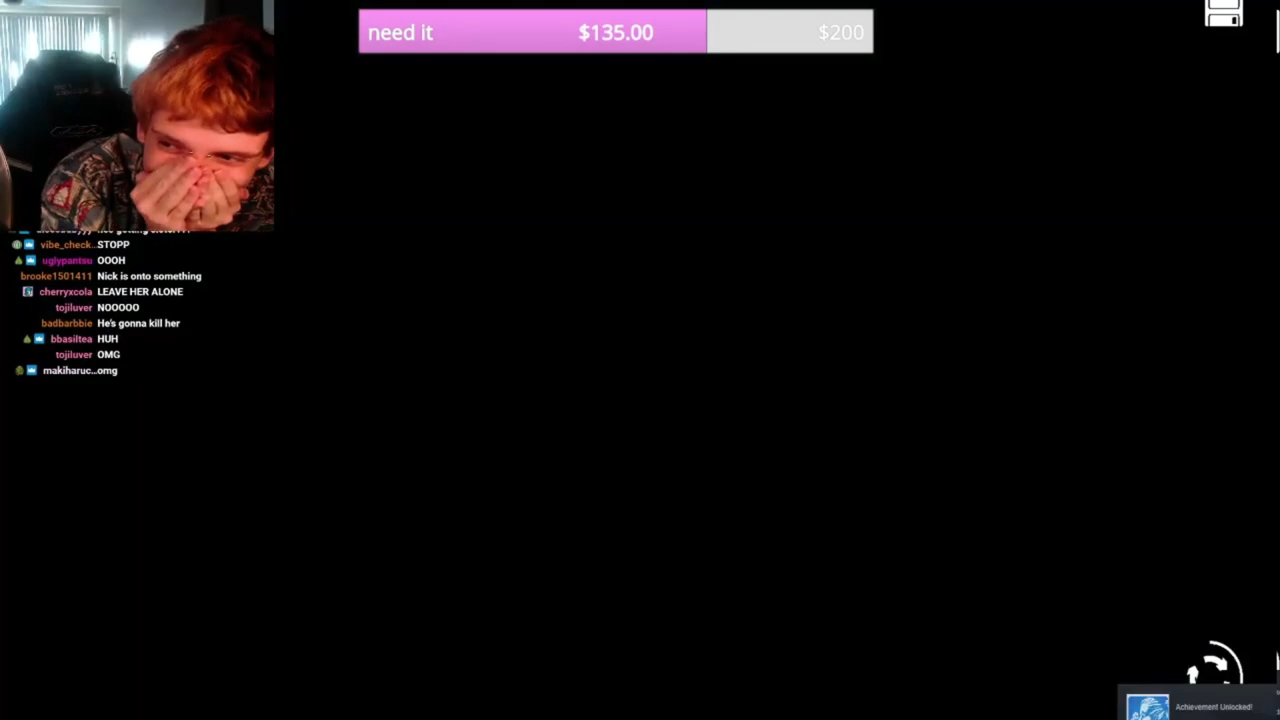 need it $135.00 $200
vibe_check... STOPP
uglypantsu OOOH
brooke1501411 Nick is onto something
cherryxcola LEAVE HER ALONE
tojiluver NOOOOO
badbarbbie He's gonna kill her
bbasiltea HUH
tojiluver OMG
makiharuc... omg
Achievement Unlocked!